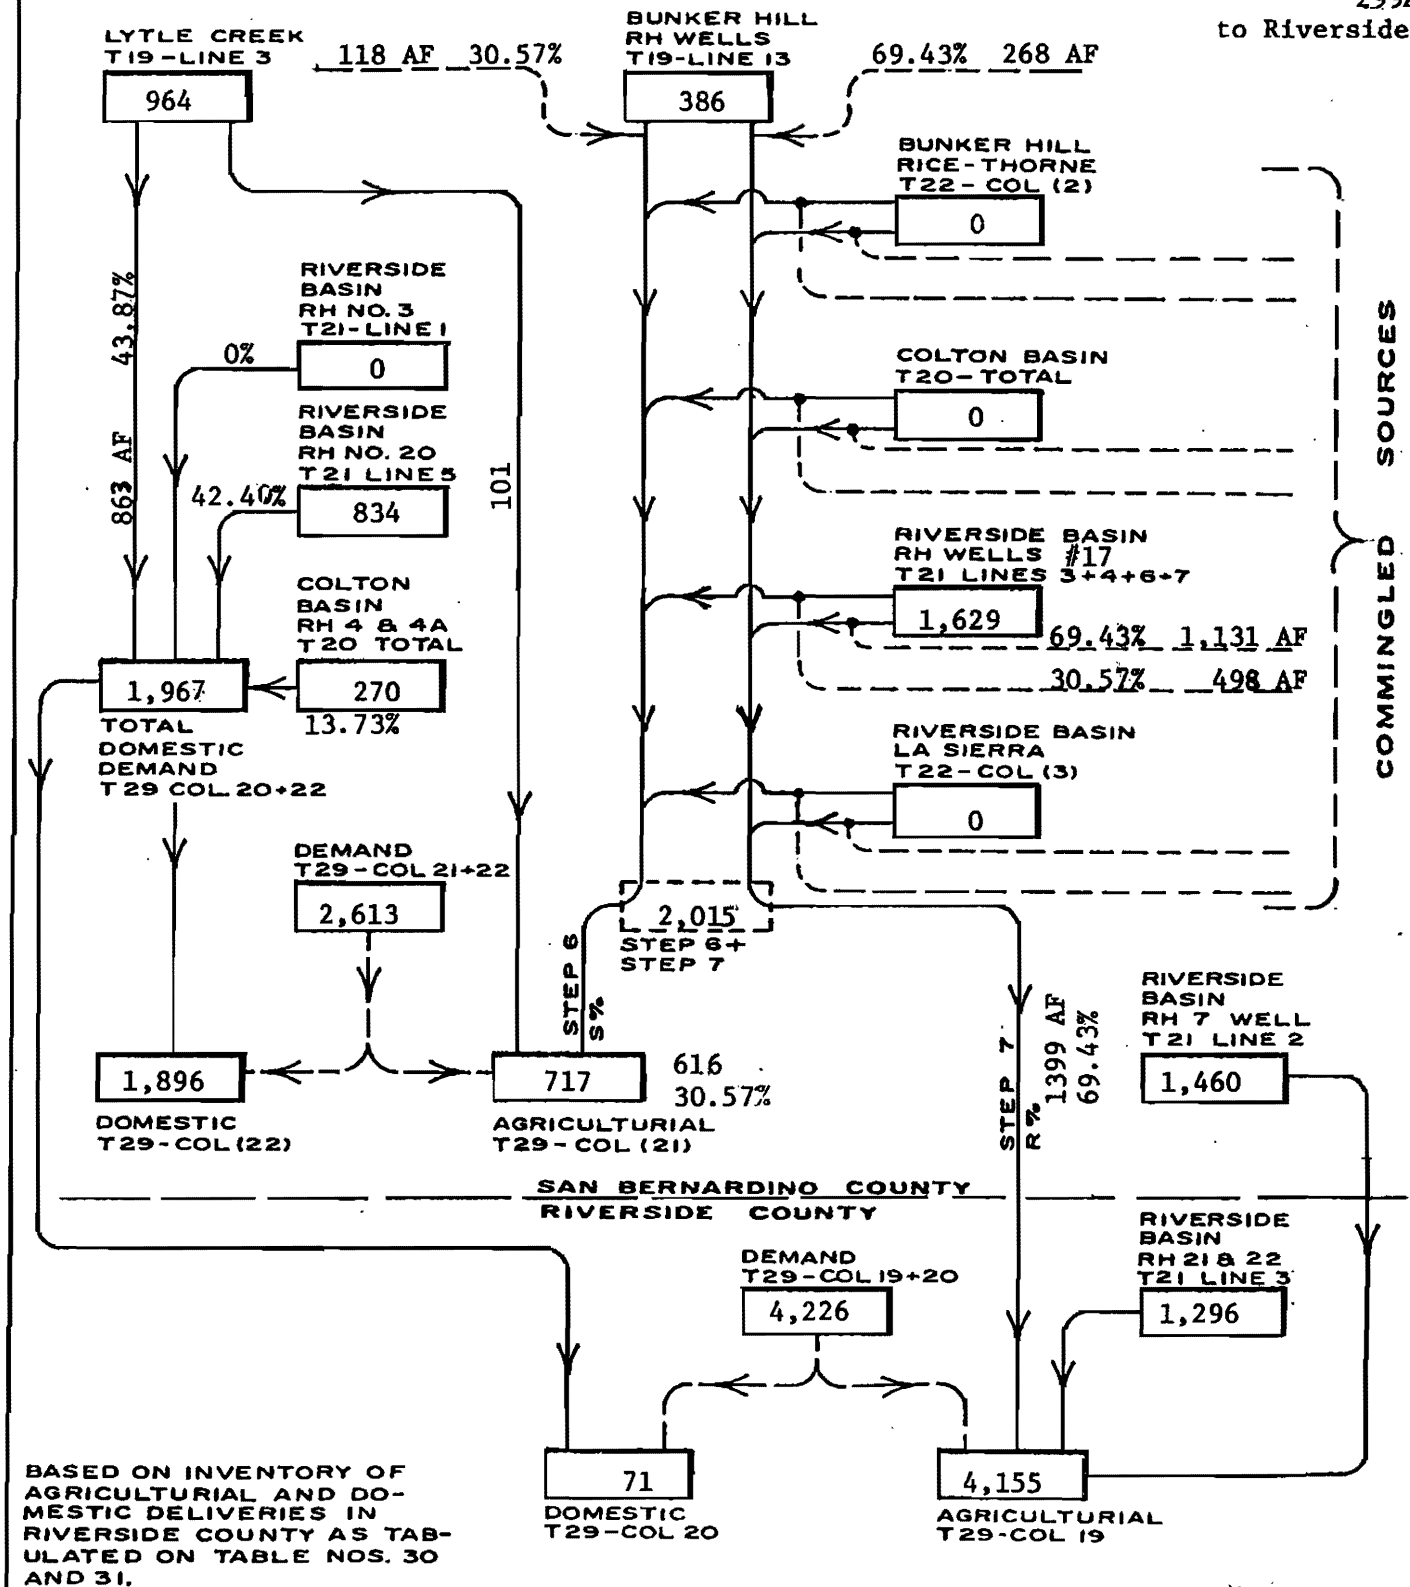 to Riverside
LYTLE CREEK
T19-LINE 3
964
118 AF 30.57%
BUNKER HILL
RH WELLS
T19-LINE 13
386
69.43% 268 AF
BUNKER HILL
RICE-THORNE
T22-COL (2)
0
43.87%
863 AF
RIVERSIDE
BASIN
RH NO. 3
T21-LINE 1
0%
0
RIVERSIDE
BASIN
RH NO. 20
T21 LINE 5
42.40%
834
101
COLTON BASIN
T20-TOTAL
0
COMMINGLED SOURCES
RIVERSIDE BASIN
RH WELLS #17
T21 LINES 3+4+6+7
1,629
69.43% 1,131 AF
30.57% 498 AF
COLTON
BASIN
RH 4 & 4A
T20 TOTAL
270
13.73%
1,967
TOTAL
DOMESTIC
DEMAND
T29 COL 20+22
RIVERSIDE BASIN
LA SIERRA
T22-COL (3)
0
DEMAND
T29-COL 21+22
2,613
2,015
STEP 6+
STEP 7
STEP 6
S%
1,896
DOMESTIC
T29-COL (22)
717
AGRICULTURIAL
T29-COL (21)
616
30.57%
STEP 7
R%
1399 AF
69.43%
RIVERSIDE
BASIN
RH 7 WELL
T21 LINE 2
1,460
SAN BERNARDINO COUNTY
RIVERSIDE COUNTY
DEMAND
T29-COL 19+20
4,226
RIVERSIDE
BASIN
RH 21 & 22
T21 LINE 3
1,296
71
DOMESTIC
T29-COL 20
4,155
AGRICULTURIAL
T29-COL 19
BASED ON INVENTORY OF
AGRICULTURIAL AND DO-
MESTIC DELIVERIES IN
RIVERSIDE COUNTY AS TAB-
ULATED ON TABLE NOS. 30
AND 31.